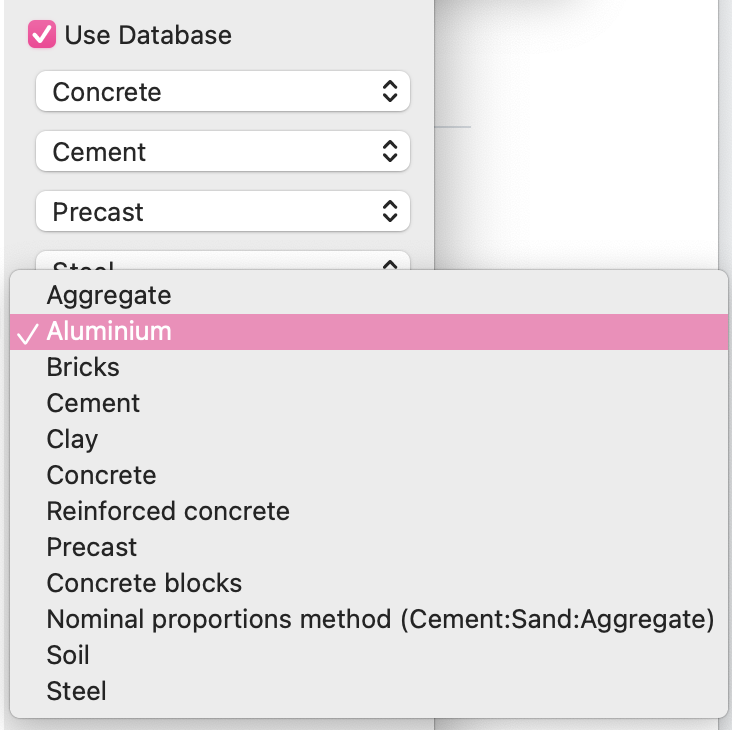 Use Database
Concrete
Cement
Precast
Steel
Aggregate
Aluminium
Bricks
Cement
Clay
Concrete
Reinforced concrete
Precast
Concrete blocks
Nominal proportions method (Cement:Sand:Aggregate)
Soil
Steel